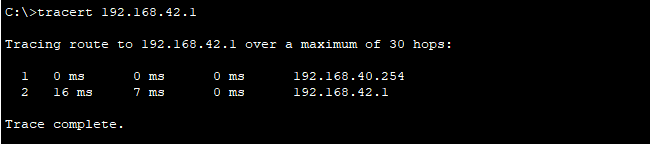 C:\>tracert 192.168.42.1
Tracing route to 192.168.42.1 over a maximum of 30 hops:
1 0 ms 0 ms 0 ms 192.168.40.254
2 16 ms 7 ms 0 ms 192.168.42.1
Trace complete.